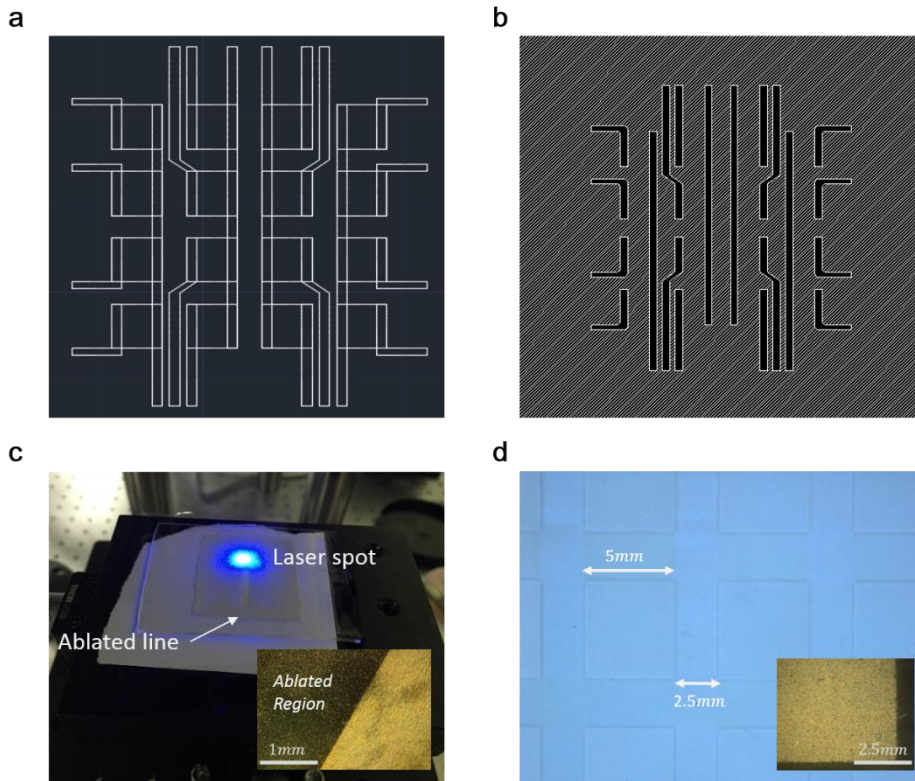 a
b
c
Laser spot
Ablated line
Ablated
Region
1mm
d
5mm
2.5mm
2.5mm